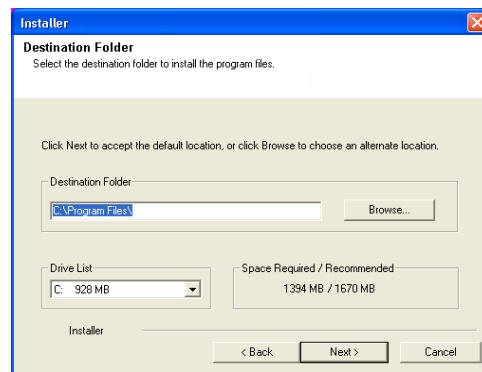 Installer
Destination Folder
Select the destination folder to install the program files.
Click Next to accept the default location, or click Browse to choose an alternate location.
Destination Folder
C:\Program Files\
Browse...
Drive List
Space Required / Recommended
C: 928 MB
1394 MB / 1670 MB
Installer
< Back
Next >
Cancel